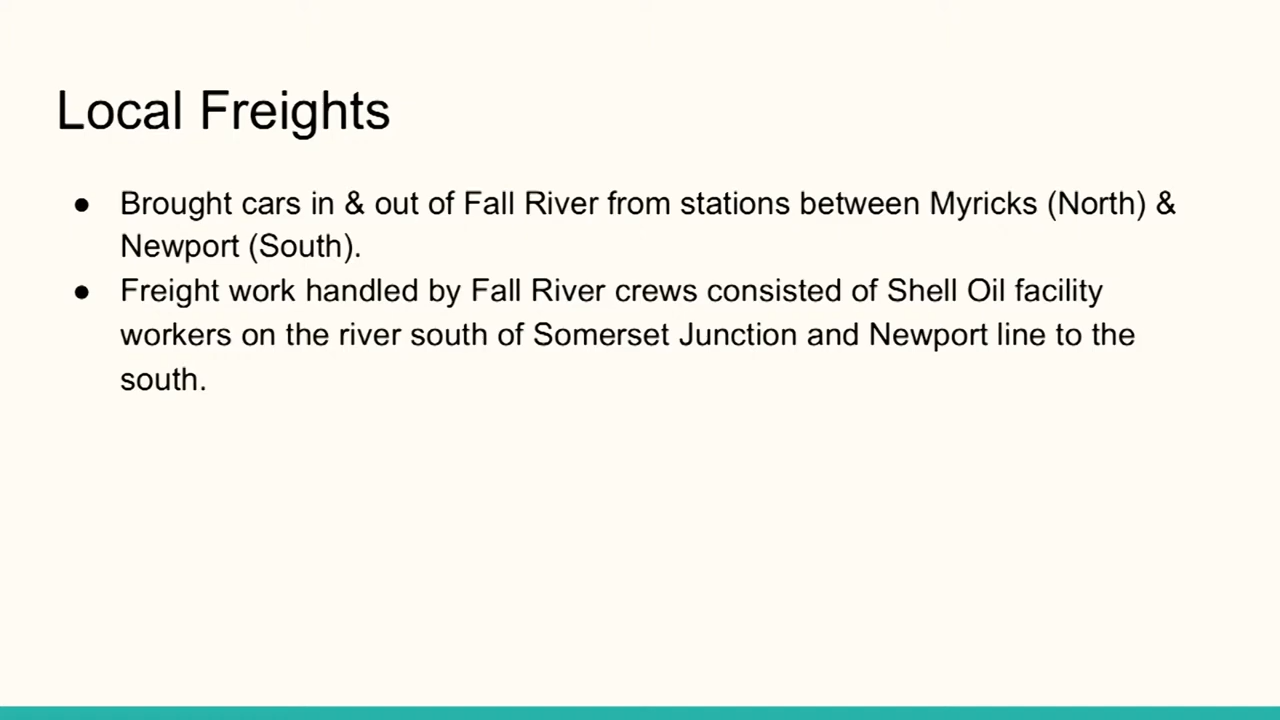 Local Freights
● Brought cars in & out of Fall River from stations between Myricks (North) &
Newport (South).
● Freight work handled by Fall River crews consisted of Shell Oil facility
workers on the river south of Somerset Junction and Newport line to the
south.